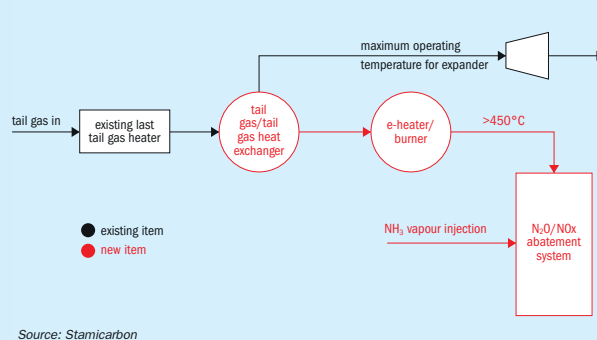 maximum operating
temperature for expander
tail gas in
existing last
tail gas heater
tail
gas/tail
gas heat
exchanger
e-heater/
burner
>450°C
existing item
new item
NH₃ vapour injection
N₂O/NOx
abatement
system
Source: Stamicarbon